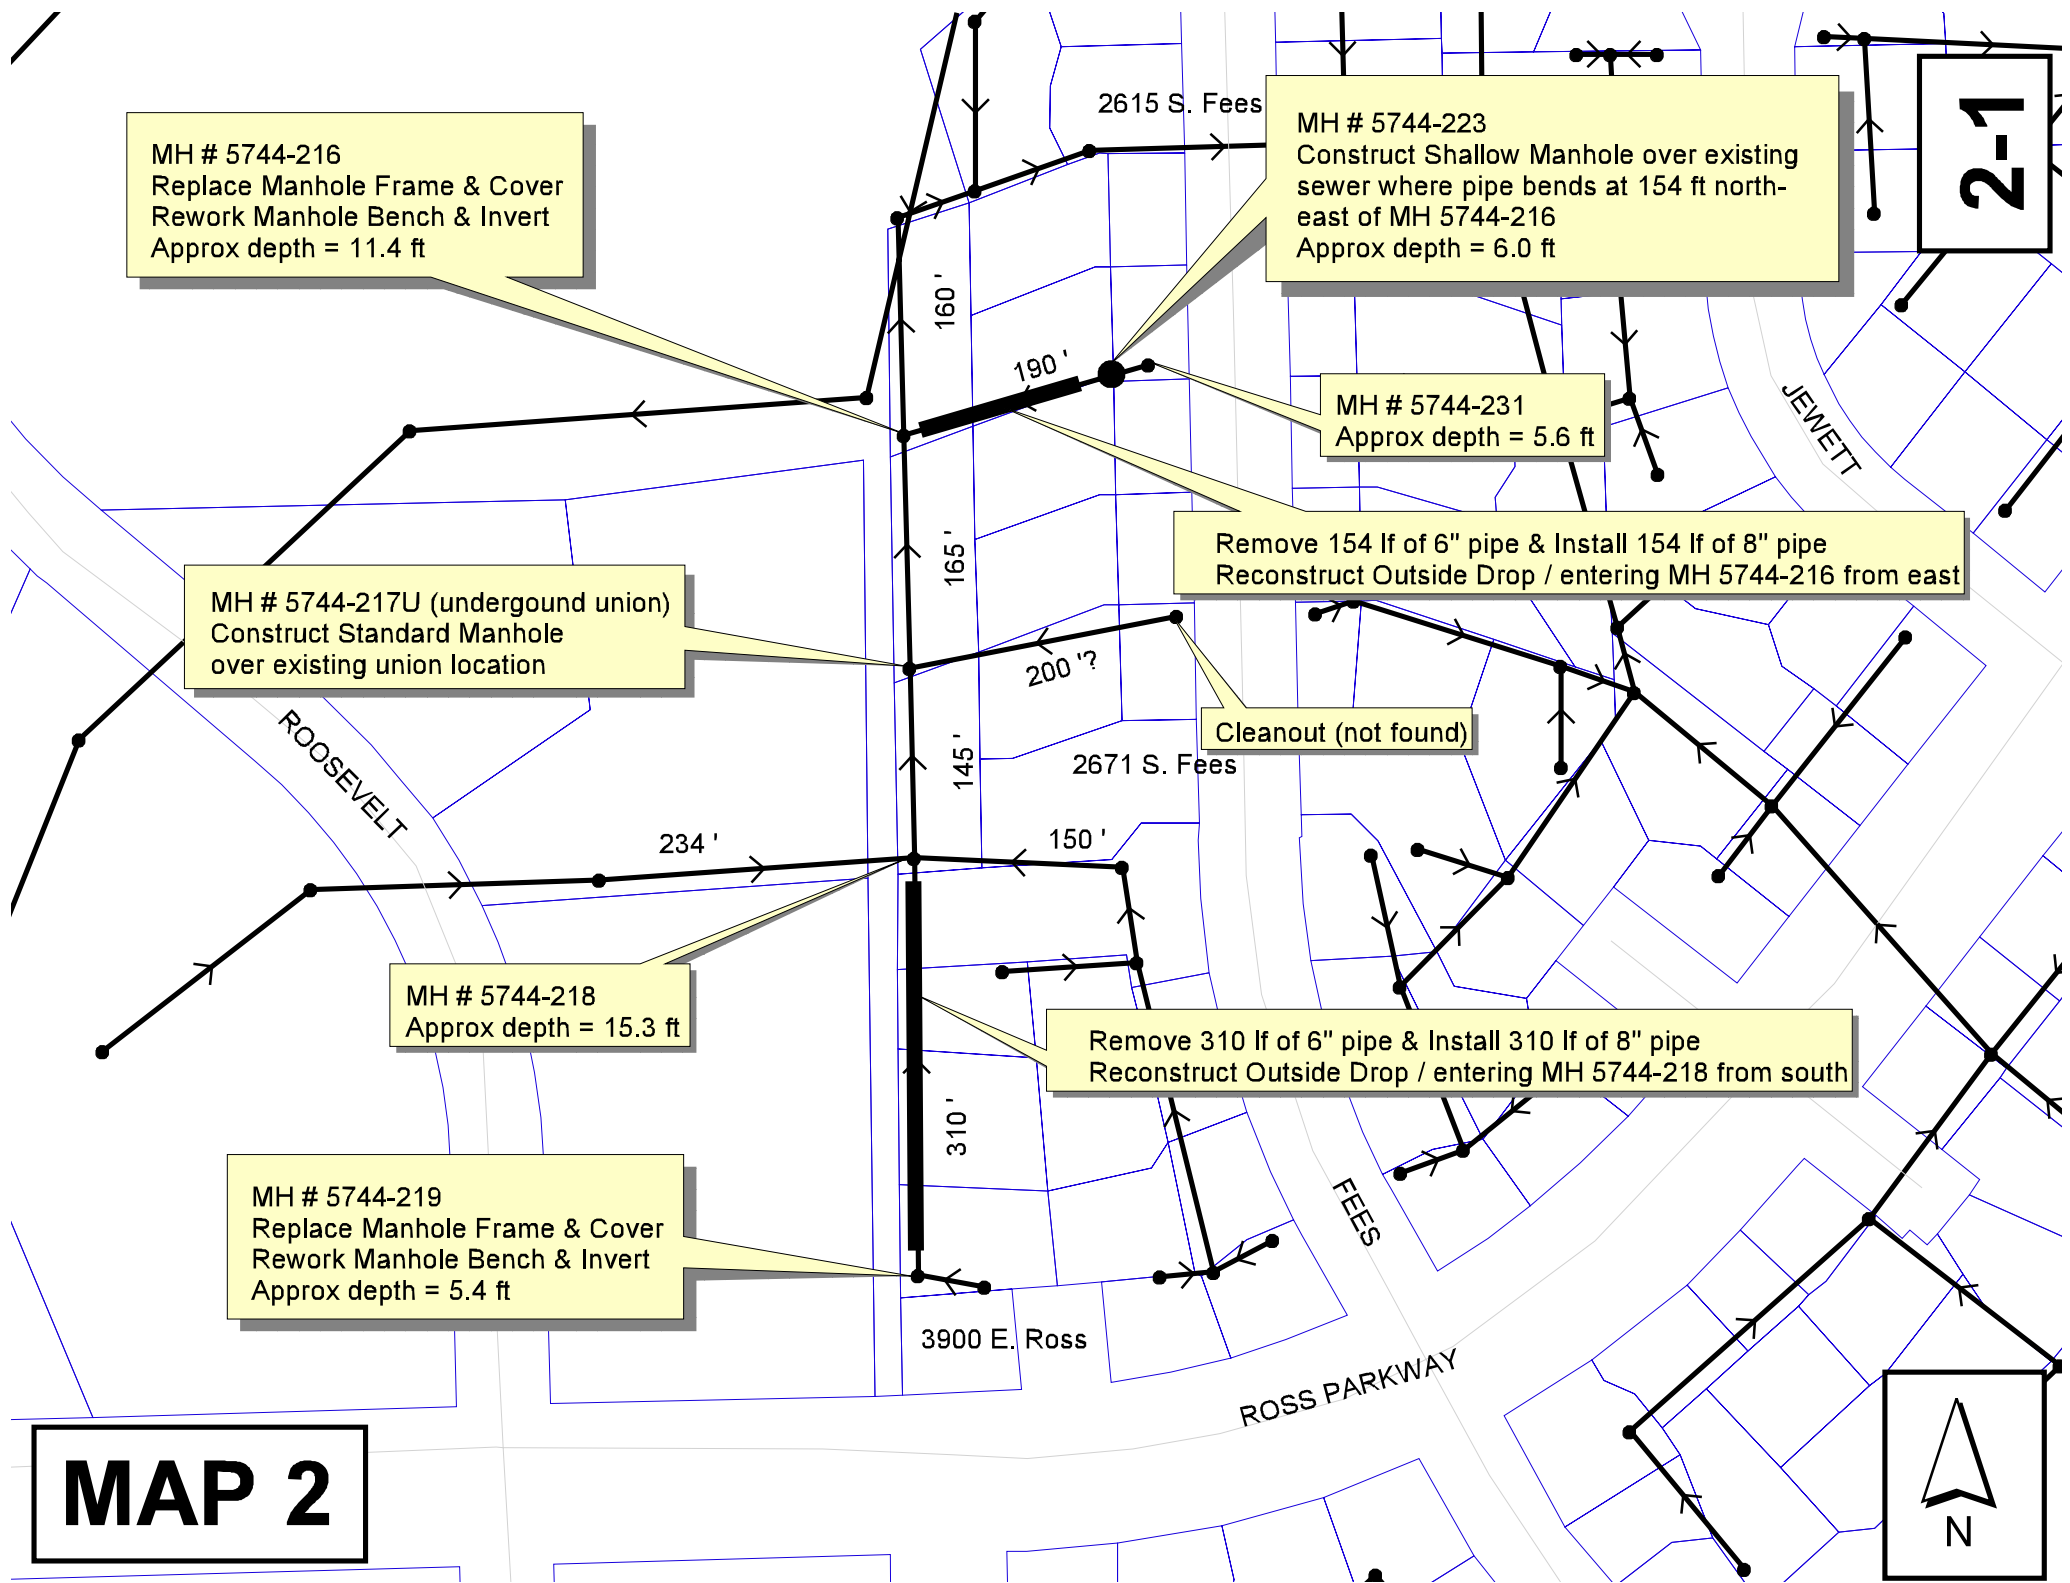 2615 S. Fees
MH # 5744-216
Replace Manhole Frame & Cover
Rework Manhole Bench & Invert
Approx depth = 11.4 ft
MH # 5744-223
Construct Shallow Manhole over existing
sewer where pipe bends at 154 ft north-
east of MH 5744-216
Approx depth = 6.0 ft
2-1
160 '
190 '
MH # 5744-231
Approx depth = 5.6 ft
JEWETT
165 '
Remove 154 lf of 6" pipe & Install 154 lf of 8" pipe
Reconstruct Outside Drop / entering MH 5744-216 from east
MH # 5744-217U (undergound union)
Construct Standard Manhole
over existing union location
200 '?
Cleanout (not found)
ROOSEVELT
145 '
2671 S. Fees
234 '
150 '
MH # 5744-218
Approx depth = 15.3 ft
Remove 310 lf of 6" pipe & Install 310 lf of 8" pipe
Reconstruct Outside Drop / entering MH 5744-218 from south
310 '
MH # 5744-219
Replace Manhole Frame & Cover
Rework Manhole Bench & Invert
Approx depth = 5.4 ft
FEES
3900 E. Ross
ROSS PARKWAY
MAP 2
N